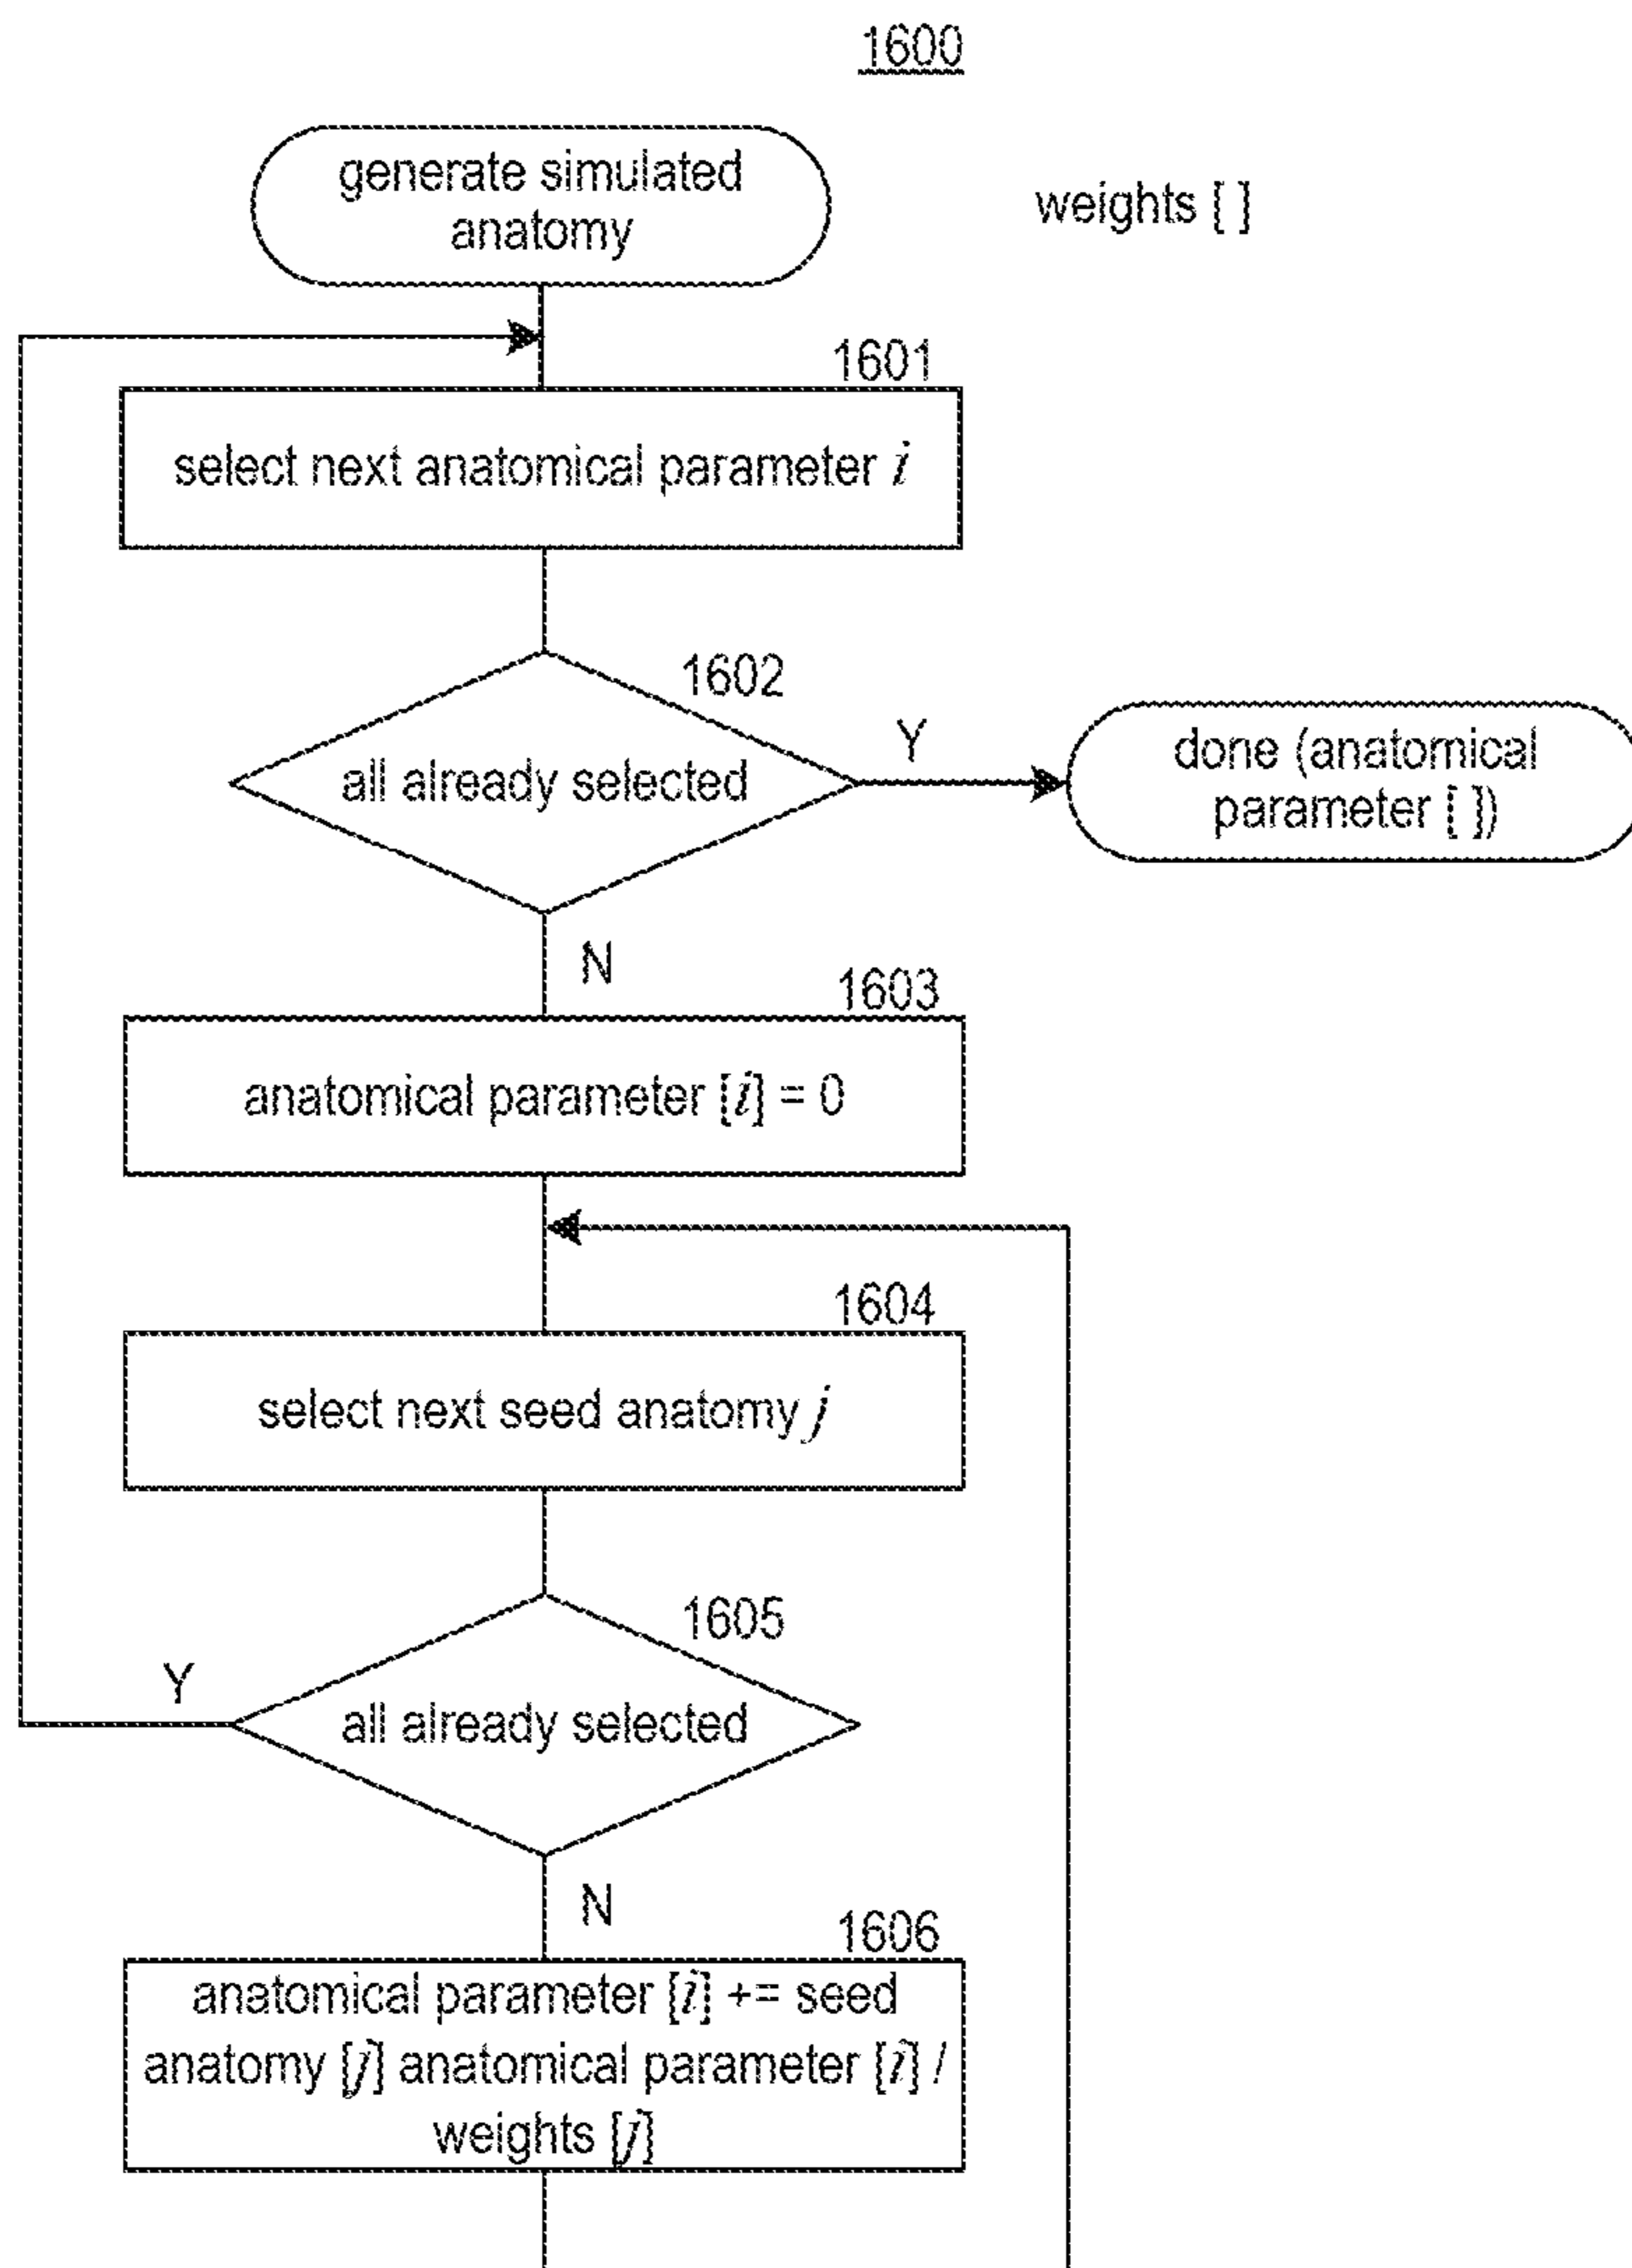 1600
generate simulated
anatomy
weights [ ]
1601
select next anatomical parameter i
1602
all already selected
Y
done (anatomical
parameter [ ])
N
1603
anatomical parameter [i] = 0
1604
select next seed anatomy j
1605
Y
all already selected
N
1606
anatomical parameter [i] += seed
anatomy [j] anatomical parameter [i] /
weights [j]